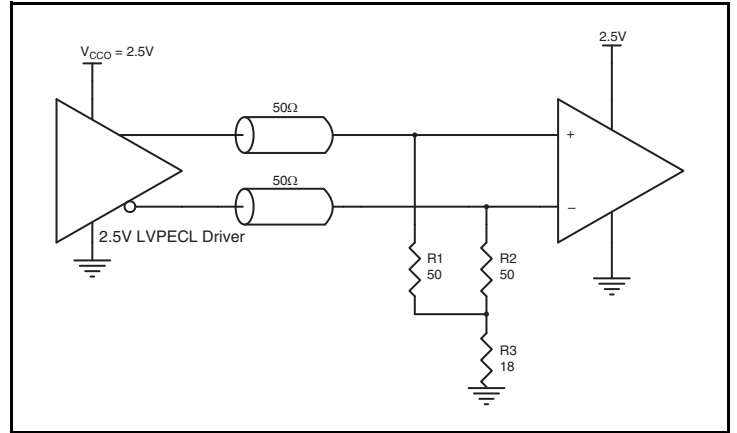 V_CCO = 2.5V
2.5V
50Ω
+
50Ω
−
2.5V LVPECL Driver
R1
50
R2
50
R3
18